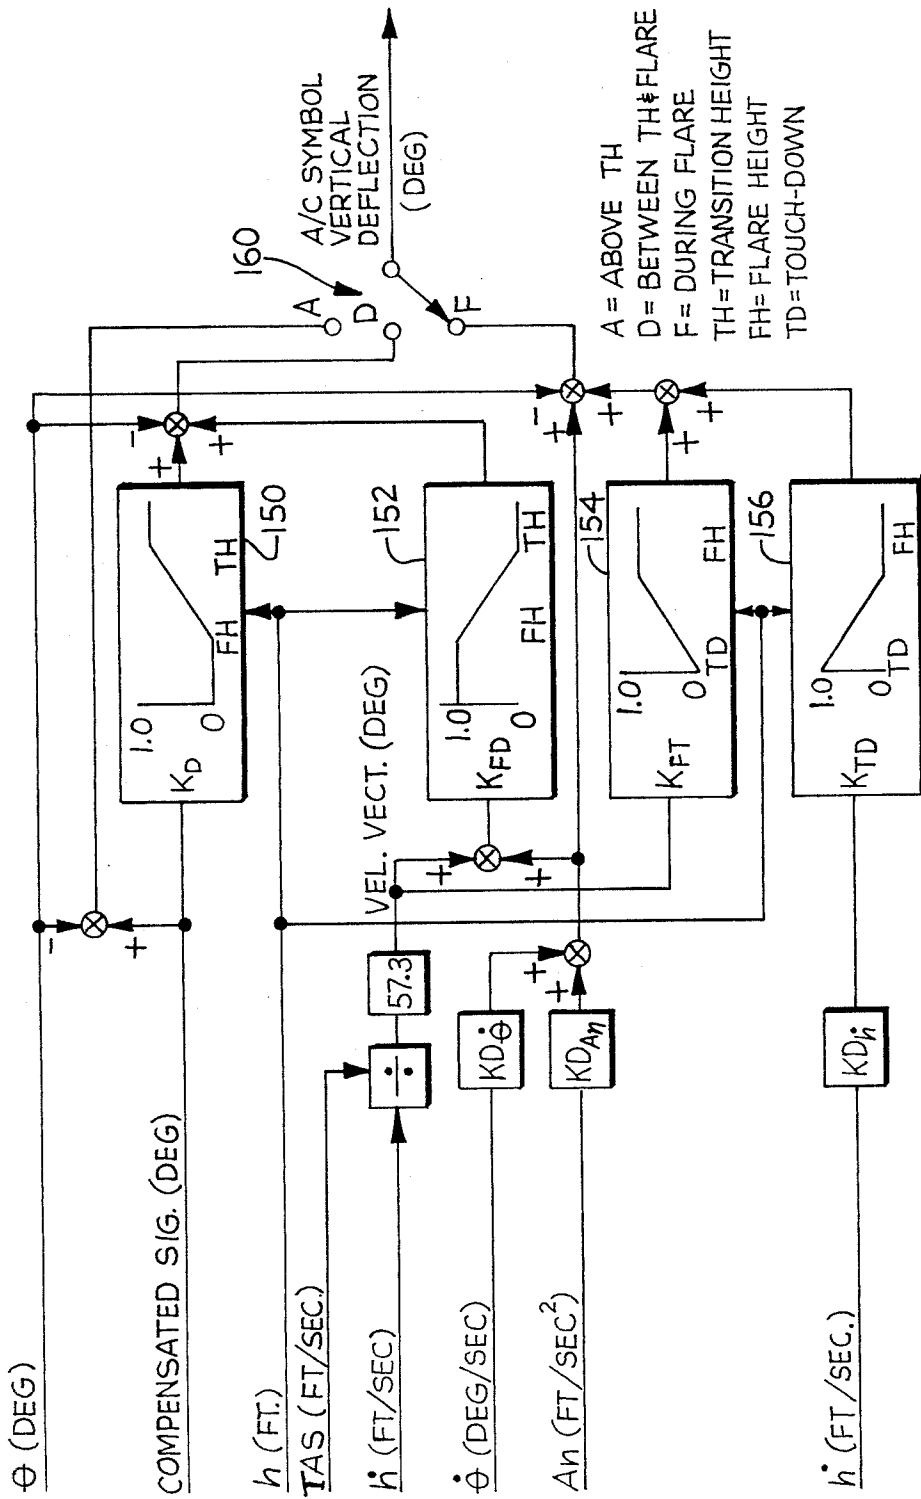 θ (DEG)
COMPENSATED SIG. (DEG)
h (FT.)
TAS (FT/SEC.)
ḣ (FT/SEC)
θ̇ (DEG/SEC)
An (FT/SEC²)
ḣ (FT/SEC.)
-
+
÷
57.3
VEL. VECT. (DEG)
KDθ̇
KDAn
KDḣ
+
+
+
+
KD
1.0
0
FH
TH
150
KFD
1.0
0
FH
TH
152
KFT
1.0
0
TD
FH
154
KTD
1.0
0
TD
FH
156
-
+
+
-
+
+
+
+
160
A
D
F
A/C SYMBOL
VERTICAL
DEFLECTION
(DEG)
A = ABOVE TH
D = BETWEEN TH & FLARE
F = DURING FLARE
TH = TRANSITION HEIGHT
FH = FLARE HEIGHT
TD = TOUCH-DOWN